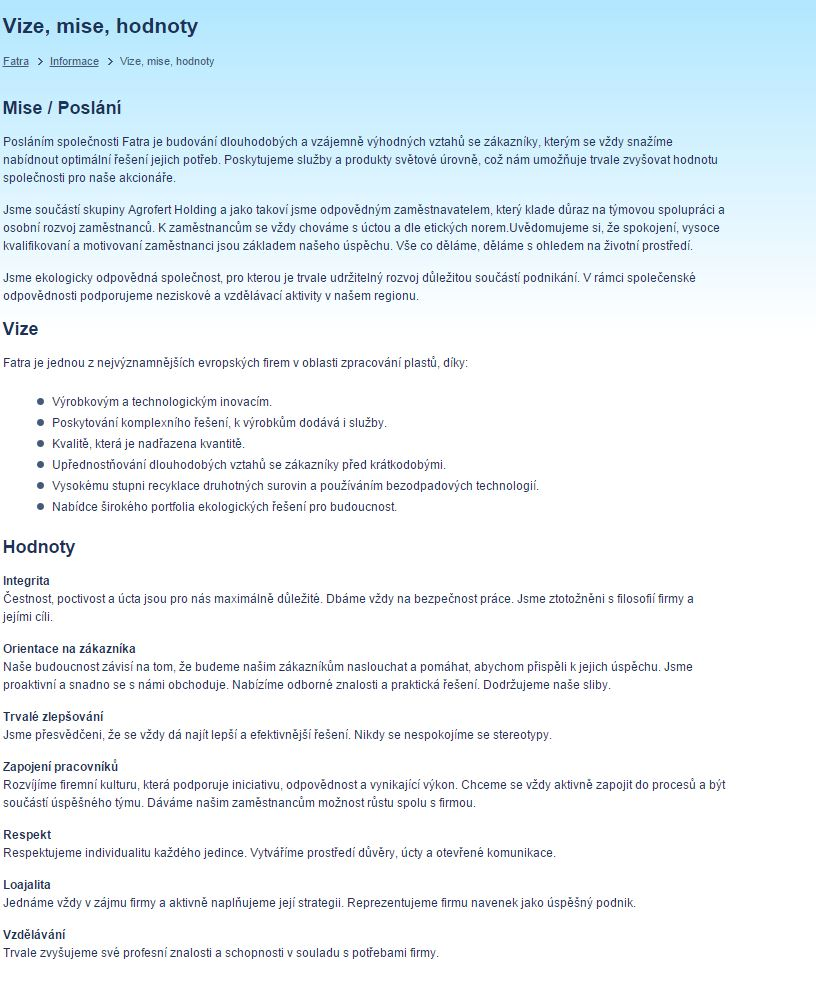 Vize, mise, hodnoty
Fatra > Informace > Vize, mise, hodnoty
Mise / Poslání
Posláním společnosti Fatra je budování dlouhodobých a vzájemně výhodných vztahů se zákazníky, kterým se vždy snažíme
nabídnout optimální řešení jejich potřeb. Poskytujeme služby a produkty světové úrovně, což nám umožňuje trvale zvyšovat hodnotu
společnosti pro naše akcionáře.
Jsme součástí skupiny Agrofert Holding a jako takoví jsme odpovědným zaměstnavatelem, který klade důraz na týmovou spolupráci a
osobní rozvoj zaměstnanců. K zaměstnancům se vždy chováme s úctou a dle etických norem.Uvědomujeme si, že spokojení, vysoce
kvalifikovaní a motivovaní zaměstnanci jsou základem našeho úspěchu. Vše co děláme, děláme s ohledem na životní prostředí.
Jsme ekologicky odpovědná společnost, pro kterou je trvale udržitelný rozvoj důležitou součástí podnikání. V rámci společenské
odpovědnosti podporujeme neziskové a vzdělávací aktivity v našem regionu.
Vize
Fatra je jednou z nejvýznamnějších evropských firem v oblasti zpracování plastů, díky:
Výrobkovým a technologickým inovacím.
Poskytování komplexního řešení, k výrobkům dodává i služby.
Kvalitě, která je nadřazena kvantitě.
Upřednostňování dlouhodobých vztahů se zákazníky před krátkodobými.
Vysokému stupni recyklace druhotných surovin a používáním bezodpadových technologií.
Nabídce širokého portfolia ekologických řešení pro budoucnost.
Hodnoty
Integrita
Čestnost, poctivost a úcta jsou pro nás maximálně důležité. Dbáme vždy na bezpečnost práce. Jsme ztotožněni s filosofií firmy a
jejími cíli.
Orientace na zákazníka
Naše budoucnost závisí na tom, že budeme našim zákazníkům naslouchat a pomáhat, abychom přispěli k jejich úspěchu. Jsme
proaktivní a snadno se s námi obchoduje. Nabízíme odborné znalosti a praktická řešení. Dodržujeme naše sliby.
Trvalé zlepšování
Jsme přesvědčeni, že se vždy dá najít lepší a efektivnější řešení. Nikdy se nespokojíme se stereotypy.
Zapojení pracovníků
Rozvíjíme firemní kulturu, která podporuje iniciativu, odpovědnost a vynikající výkon. Chceme se vždy aktivně zapojit do procesů a být
součástí úspěšného týmu. Dáváme našim zaměstnancům možnost růstu spolu s firmou.
Respekt
Respektujeme individualitu každého jedince. Vytváříme prostředí důvěry, úcty a otevřené komunikace.
Loajalita
Jednáme vždy v zájmu firmy a aktivně naplňujeme její strategii. Reprezentujeme firmu navenek jako úspěšný podnik.
Vzdělávání
Trvale zvyšujeme své profesní znalosti a schopnosti v souladu s potřebami firmy.